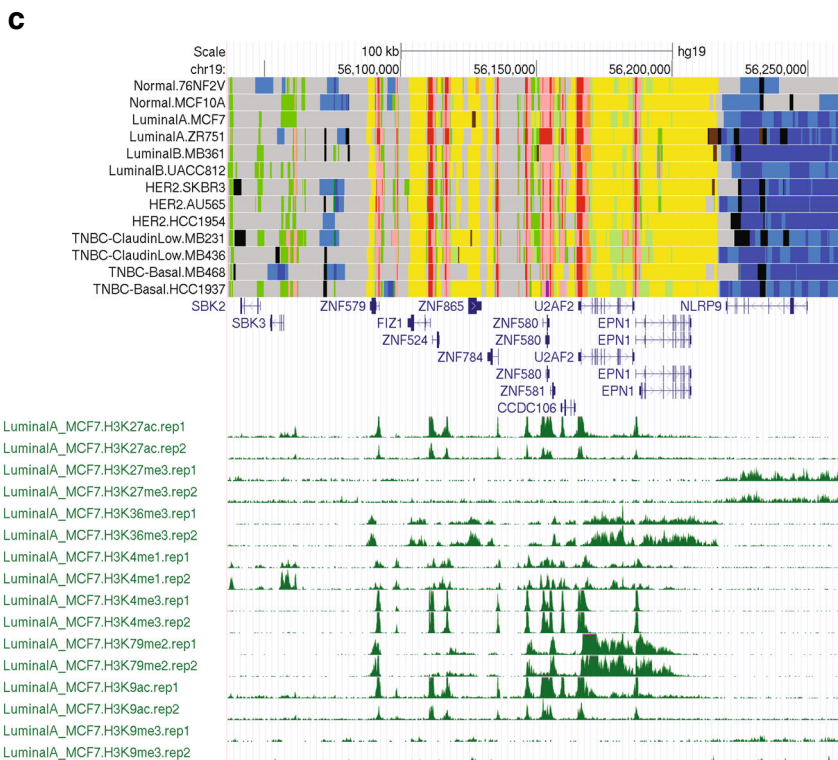 c
Scale 100 kb hg19
chr19: 56,100,000 56,150,000 56,200,000 56,250,000
Normal.76NF2V
Normal.MCF10A
LuminalA.MCF7
LuminalA.ZR751
LuminalB.MB361
LuminalB.UACC812
HER2.SKBR3
HER2.AU565
HER2.HCC1954
TNBC-ClaudinLow.MB231
TNBC-ClaudinLow.MB436
TNBC-Basal.MB468
TNBC-Basal.HCC1937
SBK2 ZNF579 ZNF865 U2AF2 NLRP9
SBK3 FIZ1 ZNF580 EPN1
ZNF524 ZNF580 EPN1
ZNF784 U2AF2
ZNF580 EPN1
ZNF581 EPN1
CCDC106
LuminalA_MCF7.H3K27ac.rep1
LuminalA_MCF7.H3K27ac.rep2
LuminalA_MCF7.H3K27me3.rep1
LuminalA_MCF7.H3K27me3.rep2
LuminalA_MCF7.H3K36me3.rep1
LuminalA_MCF7.H3K36me3.rep2
LuminalA_MCF7.H3K4me1.rep1
LuminalA_MCF7.H3K4me1.rep2
LuminalA_MCF7.H3K4me3.rep1
LuminalA_MCF7.H3K4me3.rep2
LuminalA_MCF7.H3K79me2.rep1
LuminalA_MCF7.H3K79me2.rep2
LuminalA_MCF7.H3K9ac.rep1
LuminalA_MCF7.H3K9ac.rep2
LuminalA_MCF7.H3K9me3.rep1
LuminalA_MCF7.H3K9me3.rep2